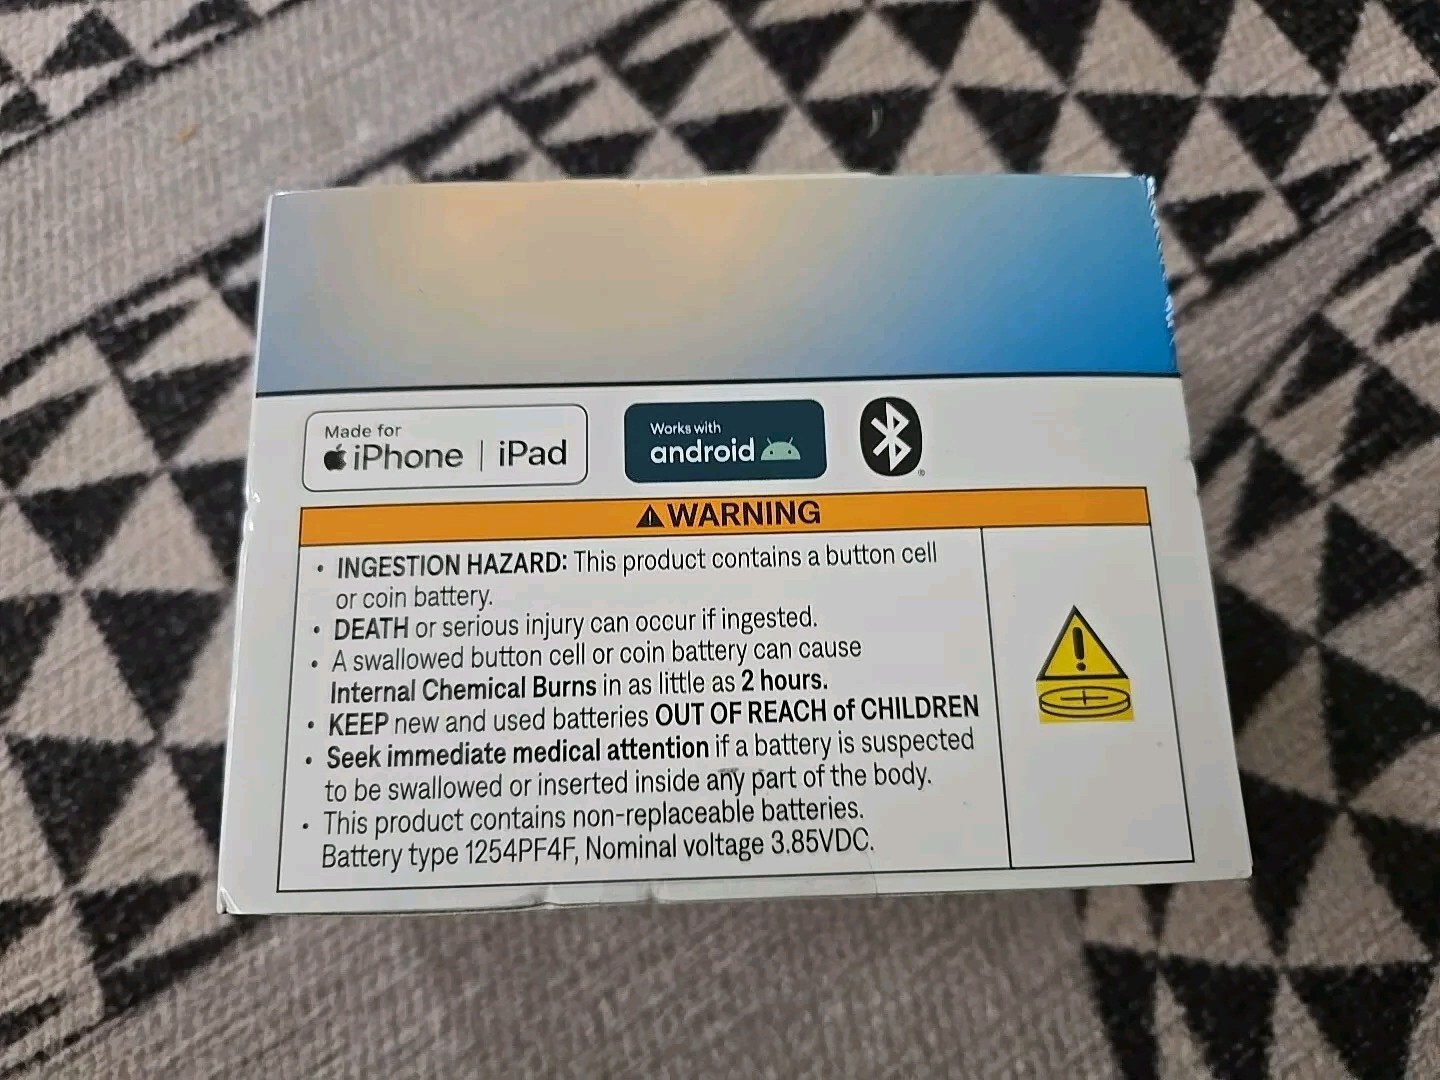 Made for
iPhone | iPad
Works with
android
®
WARNING
• INGESTION HAZARD: This product contains a button cell
or coin battery.
• DEATH or serious injury can occur if ingested.
• A swallowed button cell or coin battery can cause
Internal Chemical Burns in as little as 2 hours.
• KEEP new and used batteries OUT OF REACH of CHILDREN
• Seek immediate medical attention if a battery is suspected
to be swallowed or inserted inside any part of the body.
• This product contains non-replaceable batteries.
Battery type 1254PF4F, Nominal voltage 3.85VDC.